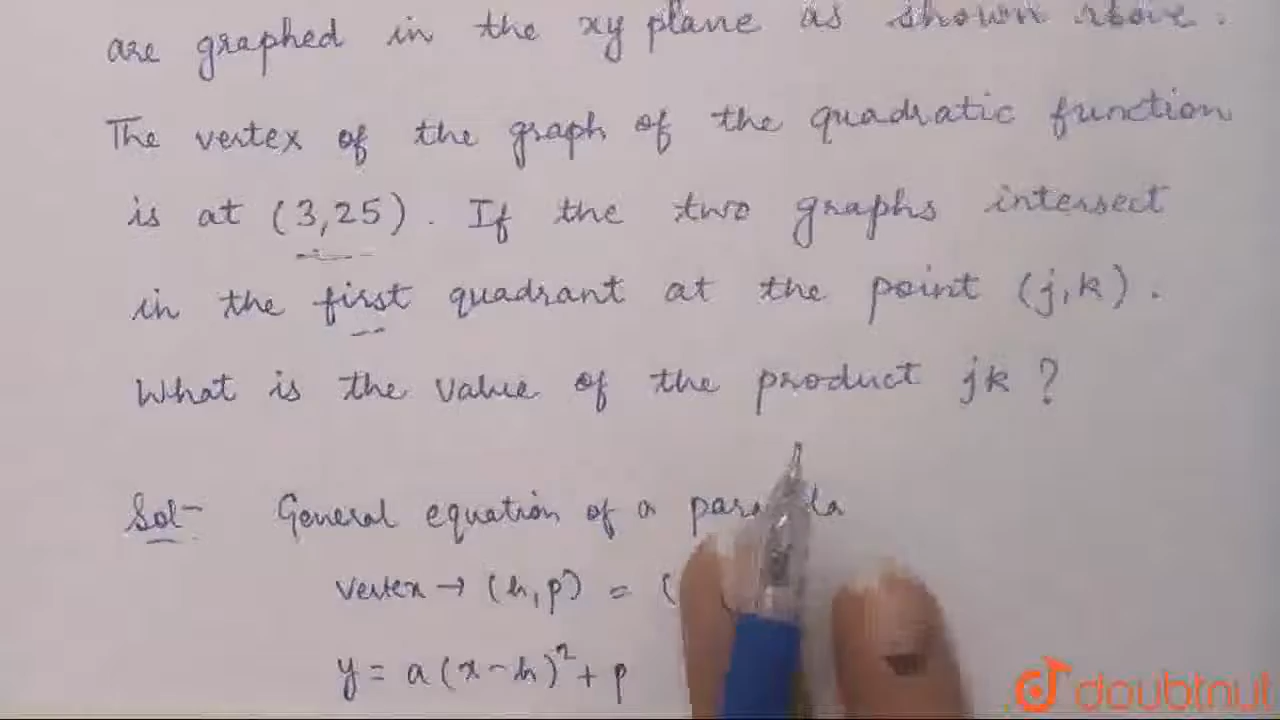 are graphed in the xy plane as shown above.
The vertex of the graph of the quadratic function
is at (3,25). If the two graphs intersect
in the first quadrant at the point (j,k).
What is the value of the product jk?
Sol- General equation of a
vertex → (h,p) = (
y = a(x-h)²+p
doubtnut